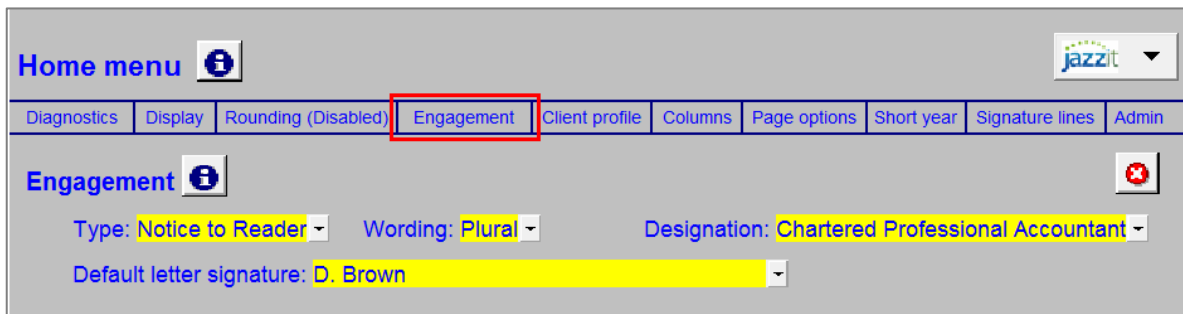 Home menu
jazzit
Diagnostics Display Rounding (Disabled) Engagement Client profile Columns Page options Short year Signature lines Admin
Engagement
Type: Notice to Reader Wording: Plural Designation: Chartered Professional Accountant
Default letter signature: D. Brown